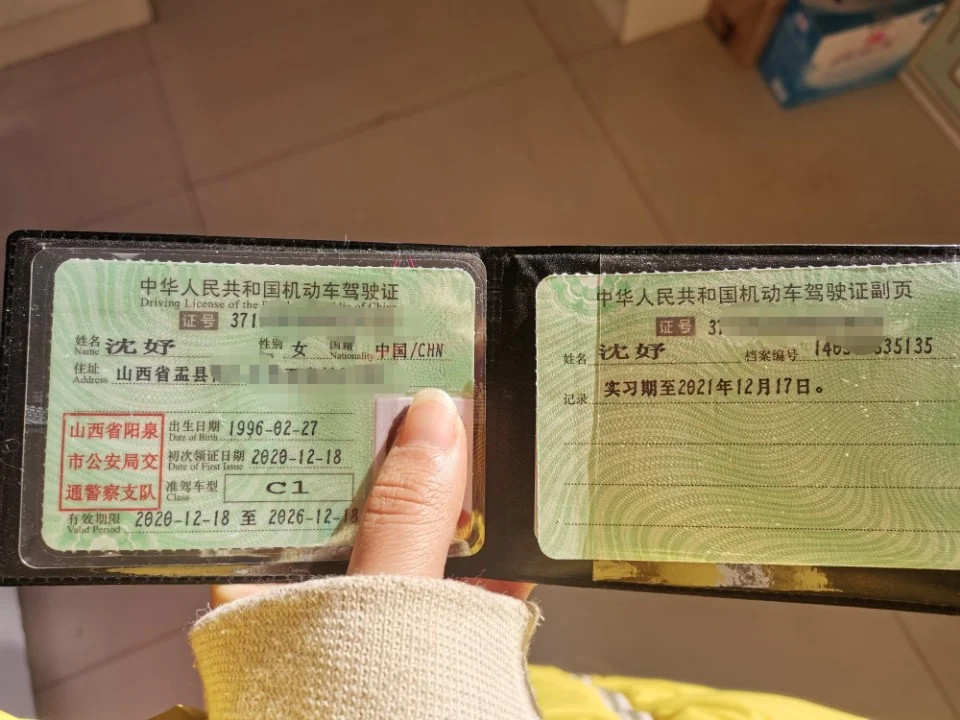 中华人民共和国机动车驾驶证
Driving License of the
证号 371
姓名 沈好 性别 女 国籍 中国/CHN
Name Nationality
住址 山西省盂县
Address
山西省阳泉
市公安局交
通警察支队
出生日期 1996-02-27
Date of Birth
初次领证日期 2020-12-18
Date of First Issue
准驾车型 C1
Class
有效期限 2020-12-18 至 2026-12-18
Valid Period
中华人民共和国机动车驾驶证副页
证号 37
姓名 沈好 档案编号 35135
记录 实习期至2021年12月17日。